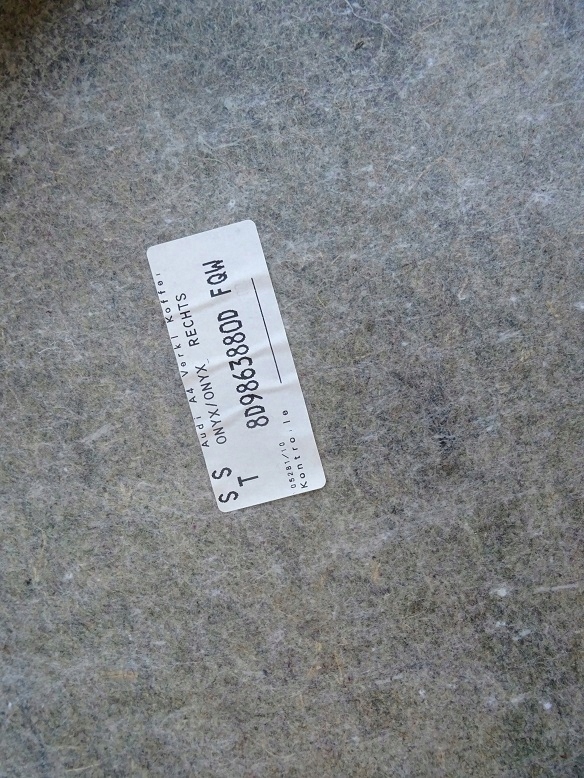 Audi A4 Verkl Koffer
S S ONYX/ONYX RECHTS
T 8D9863880D FQW
05281/10
Kontrolle